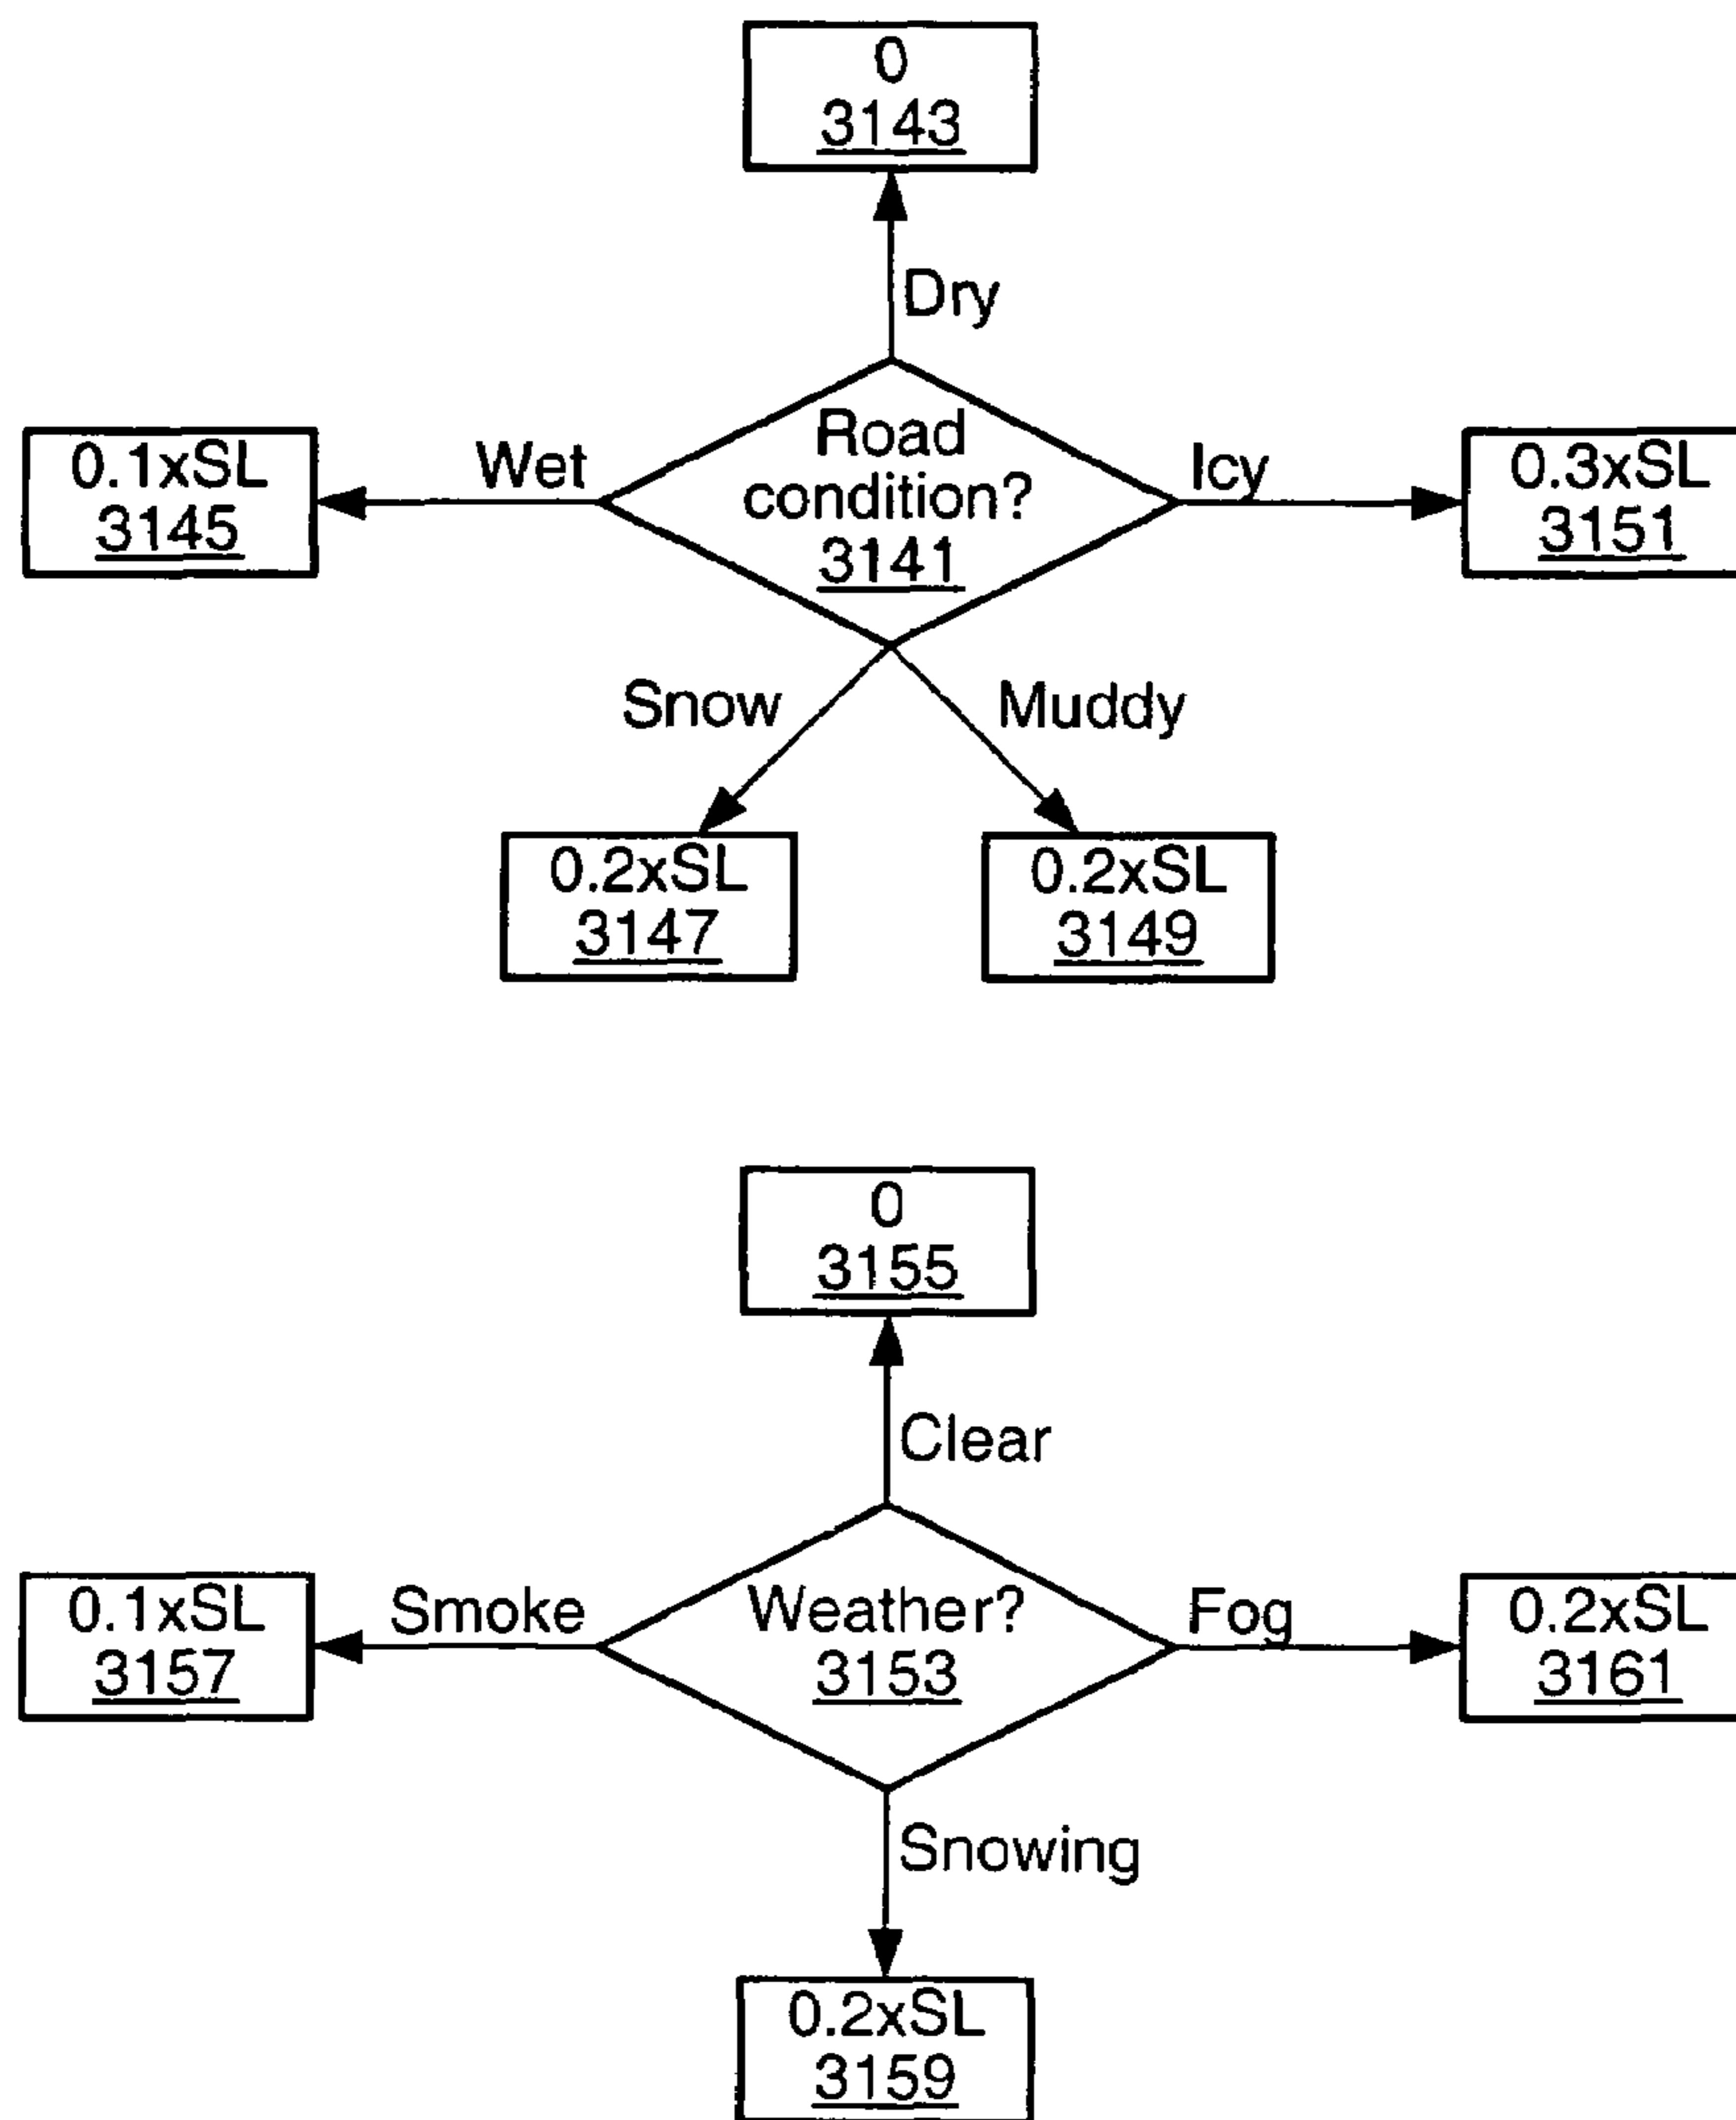 0
3143
Dry
Road
condition?
3141
Wet
0.1xSL
3145
Icy
0.3xSL
3151
Snow
Muddy
0.2xSL
3147
0.2xSL
3149
0
3155
Clear
Weather?
3153
Smoke
0.1xSL
3157
Fog
0.2xSL
3161
Snowing
0.2xSL
3159